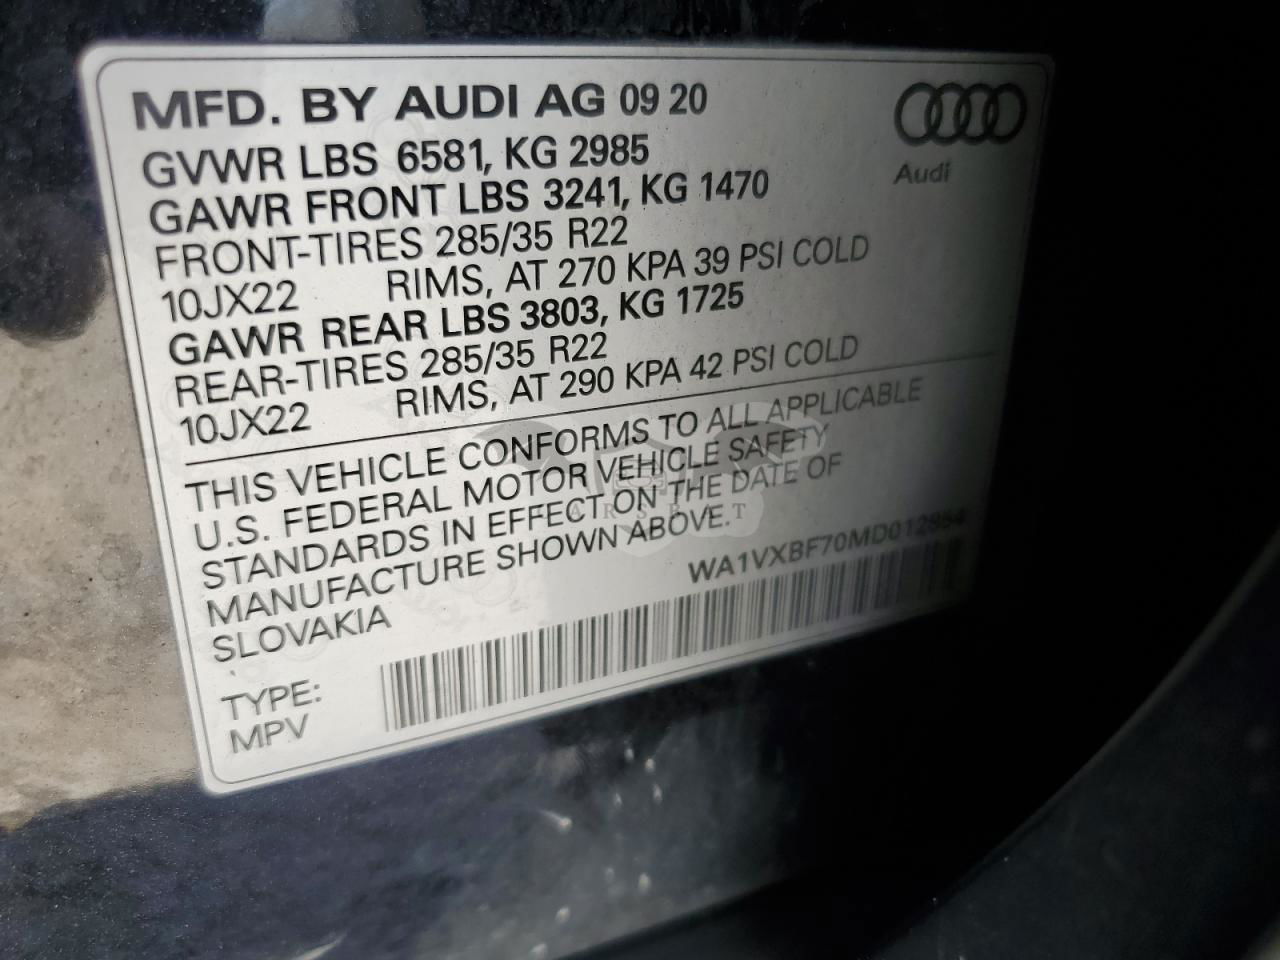 MFD. BY AUDI AG 09 20
Audi
GVWR LBS 6581, KG 2985
GAWR FRONT LBS 3241, KG 1470
FRONT-TIRES 285/35 R22
10JX22 RIMS, AT 270 KPA 39 PSI COLD
GAWR REAR LBS 3803, KG 1725
REAR-TIRES 285/35 R22
10JX22 RIMS, AT 290 KPA 42 PSI COLD
THIS VEHICLE CONFORMS TO ALL APPLICABLE
U.S. FEDERAL MOTOR VEHICLE SAFETY
STANDARDS IN EFFECT ON THE DATE OF
MANUFACTURE SHOWN ABOVE.
SLOVAKIA
TYPE:
MPV